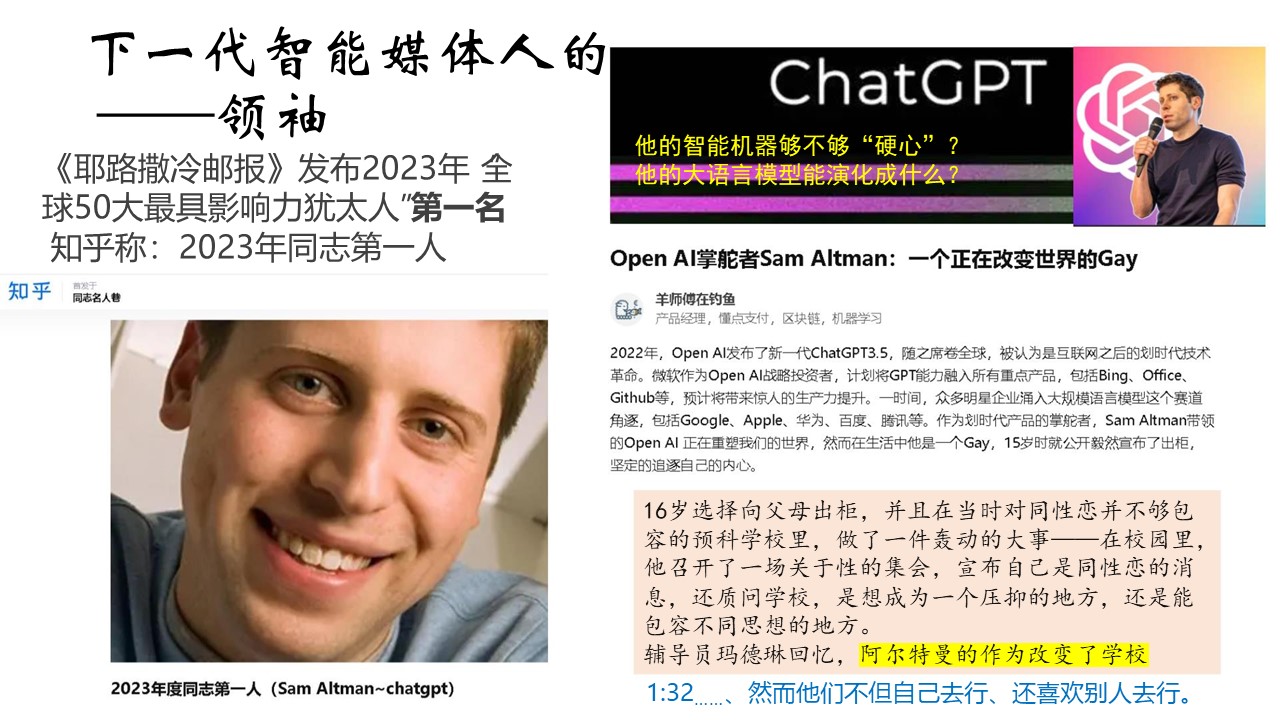 下一代智能媒体人的
——领袖
《耶路撒冷邮报》发布2023年 全
球50大最具影响力犹太人”第一名
知乎称：2023年同志第一人
知乎
首发于
同志名人巷
2023年度同志第一人（Sam Altman~chatgpt）
ChatGPT
他的智能机器够不够“硬心”？
他的大语言模型能演化成什么？
Open AI掌舵者Sam Altman：一个正在改变世界的Gay
羊师傅在钓鱼
产品经理，懂点支付，区块链，机器学习
2022年，Open AI发布了新一代ChatGPT3.5，随之席卷全球，被认为是互联网之后的划时代技术
革命。微软作为Open AI战略投资者，计划将GPT能力融入所有重点产品，包括Bing、Office、
Github等，预计将带来惊人的生产力提升。一时间，众多明星企业涌入大规模语言模型这个赛道
角逐，包括Google、Apple、华为、百度、腾讯等。作为划时代产品的掌舵者，Sam Altman带领
的Open AI 正在重塑我们的世界，然而在生活中他是一个Gay，15岁时就公开毅然宣布了出柜，
坚定的追逐自己的内心。
16岁选择向父母出柜，并且在当时对同性恋并不够包
容的预科学校里，做了一件轰动的大事——在校园里，
他召开了一场关于性的集会，宣布自己是同性恋的消
息，还质问学校，是想成为一个压抑的地方，还是能
包容不同思想的地方。
辅导员玛德琳回忆，阿尔特曼的作为改变了学校
1:32……、然而他们不但自己去行、还喜欢别人去行。